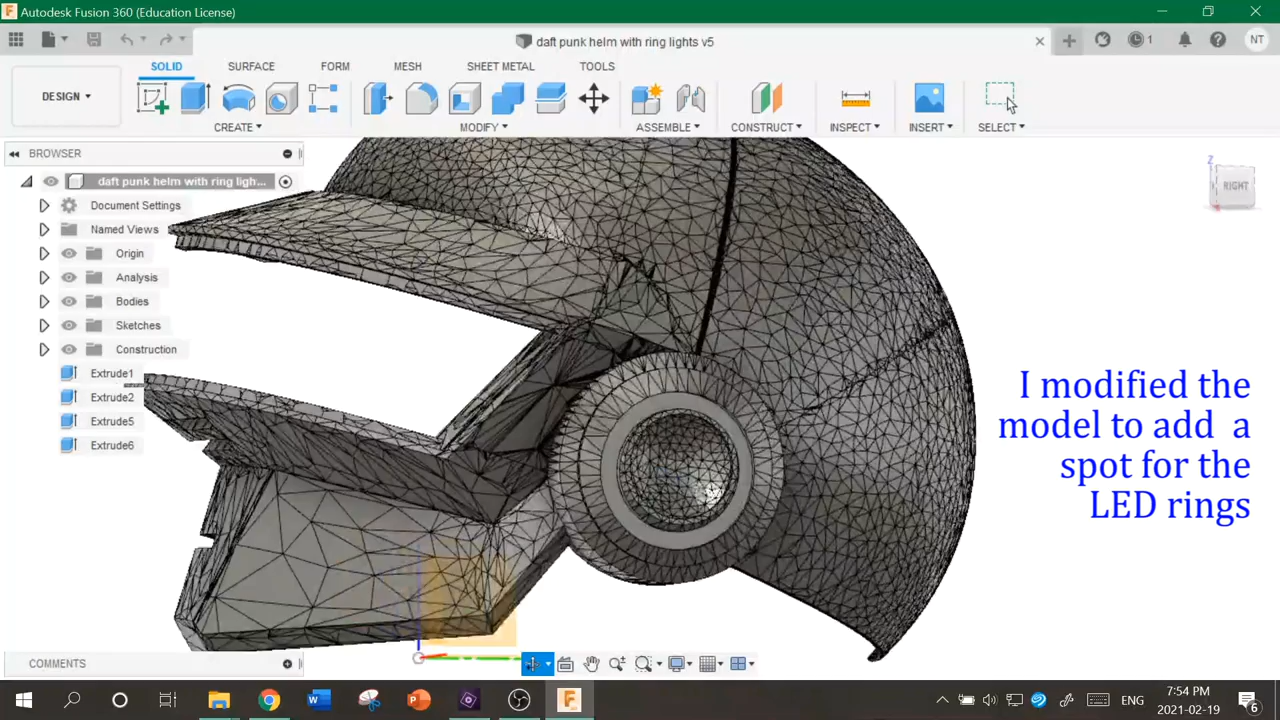 Autodesk Fusion 360 (Education License)
daft punk helm with ring lights v5
1
NT
DESIGN
SOLID
SURFACE
FORM
MESH
SHEET METAL
TOOLS
CREATE
MODIFY
ASSEMBLE
CONSTRUCT
INSPECT
INSERT
SELECT
BROWSER
daft punk helm with ring ligh...
Document Settings
Named Views
Origin
Analysis
Bodies
Sketches
Construction
Extrude1
Extrude2
Extrude5
Extrude6
Z
RIGHT
I modified the
model to add a
spot for the
LED rings
COMMENTS
ENG
7:54 PM
2021-02-19
6